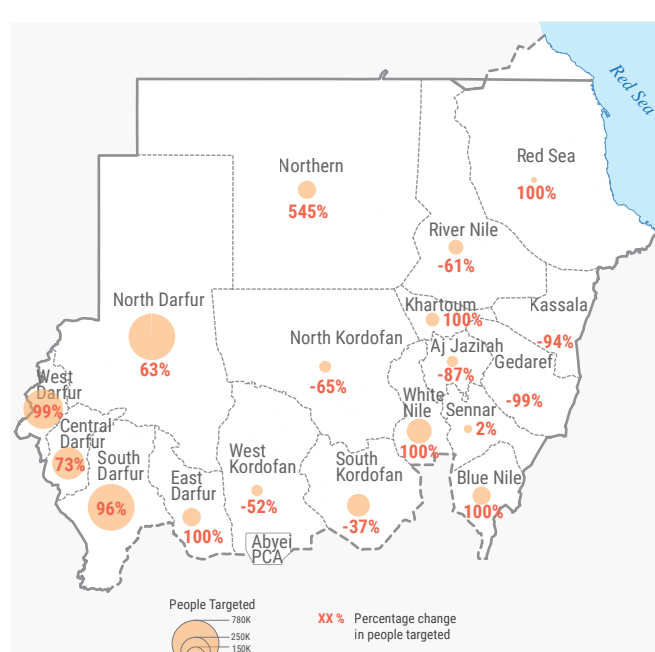 Red Sea
Northern
545%
Red Sea
100%
River Nile
-61%
North Darfur
63%
Khartoum
100%
Kassala
-94%
North Kordofan
-65%
Aj Jazirah
-87%
Gedaref
-99%
West
Darfur
99%
White
Nile
100%
Sennar
2%
Central
Darfur
73%
South
Darfur
96%
West
Kordofan
-52%
South
Kordofan
-37%
East
Darfur
100%
Blue Nile
100%
Abyei
PCA
People Targeted
780K
250K
150K
XX % Percentage change
in people targeted